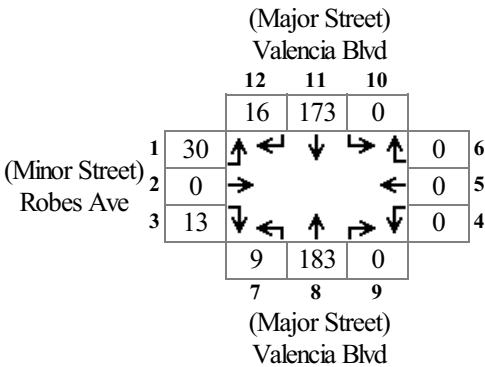 (Major Street)
Valencia Blvd
12 11 10
16 173 0
1 30 0 6
(Minor Street)
2 0 0 5
Robes Ave
3 13 0 4
9 183 0
7 8 9
(Major Street)
Valencia Blvd